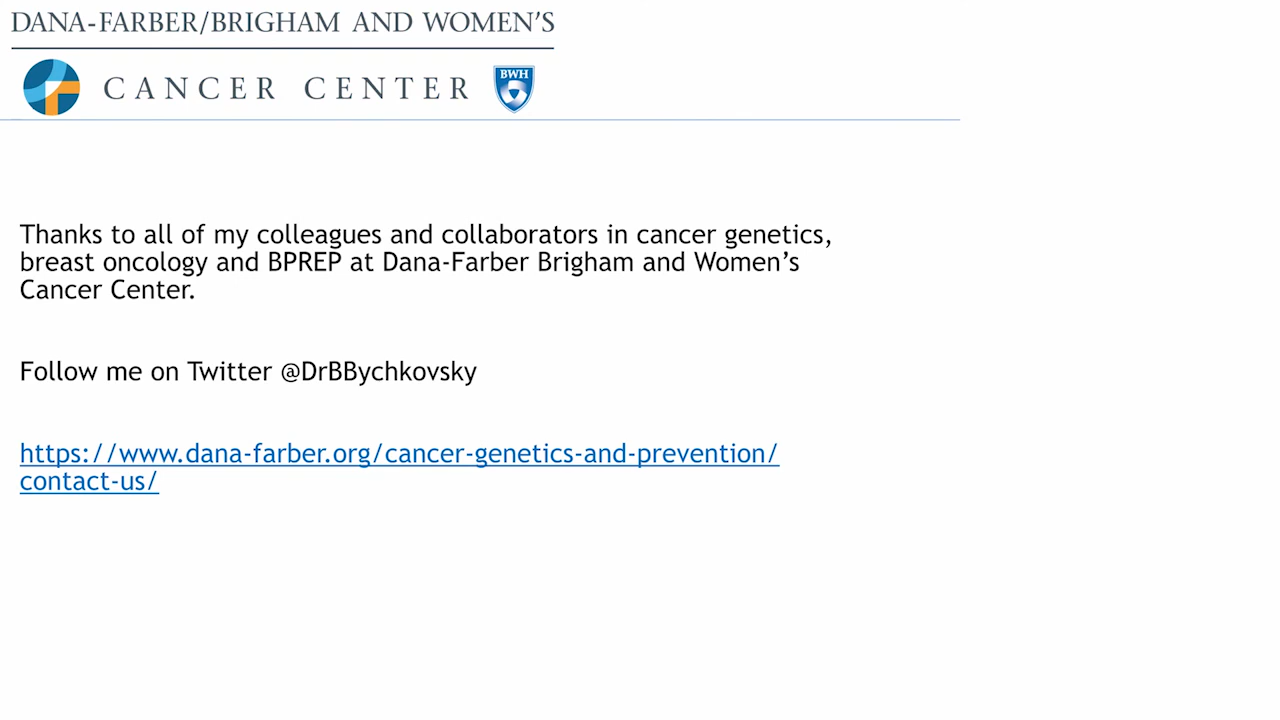 DANA-FARBER/BRIGHAM AND WOMEN'S
CANCER CENTER
BWH
Thanks to all of my colleagues and collaborators in cancer genetics,
breast oncology and BPREP at Dana-Farber Brigham and Women's
Cancer Center.
Follow me on Twitter @DrBBychkovsky
https://www.dana-farber.org/cancer-genetics-and-prevention/
contact-us/